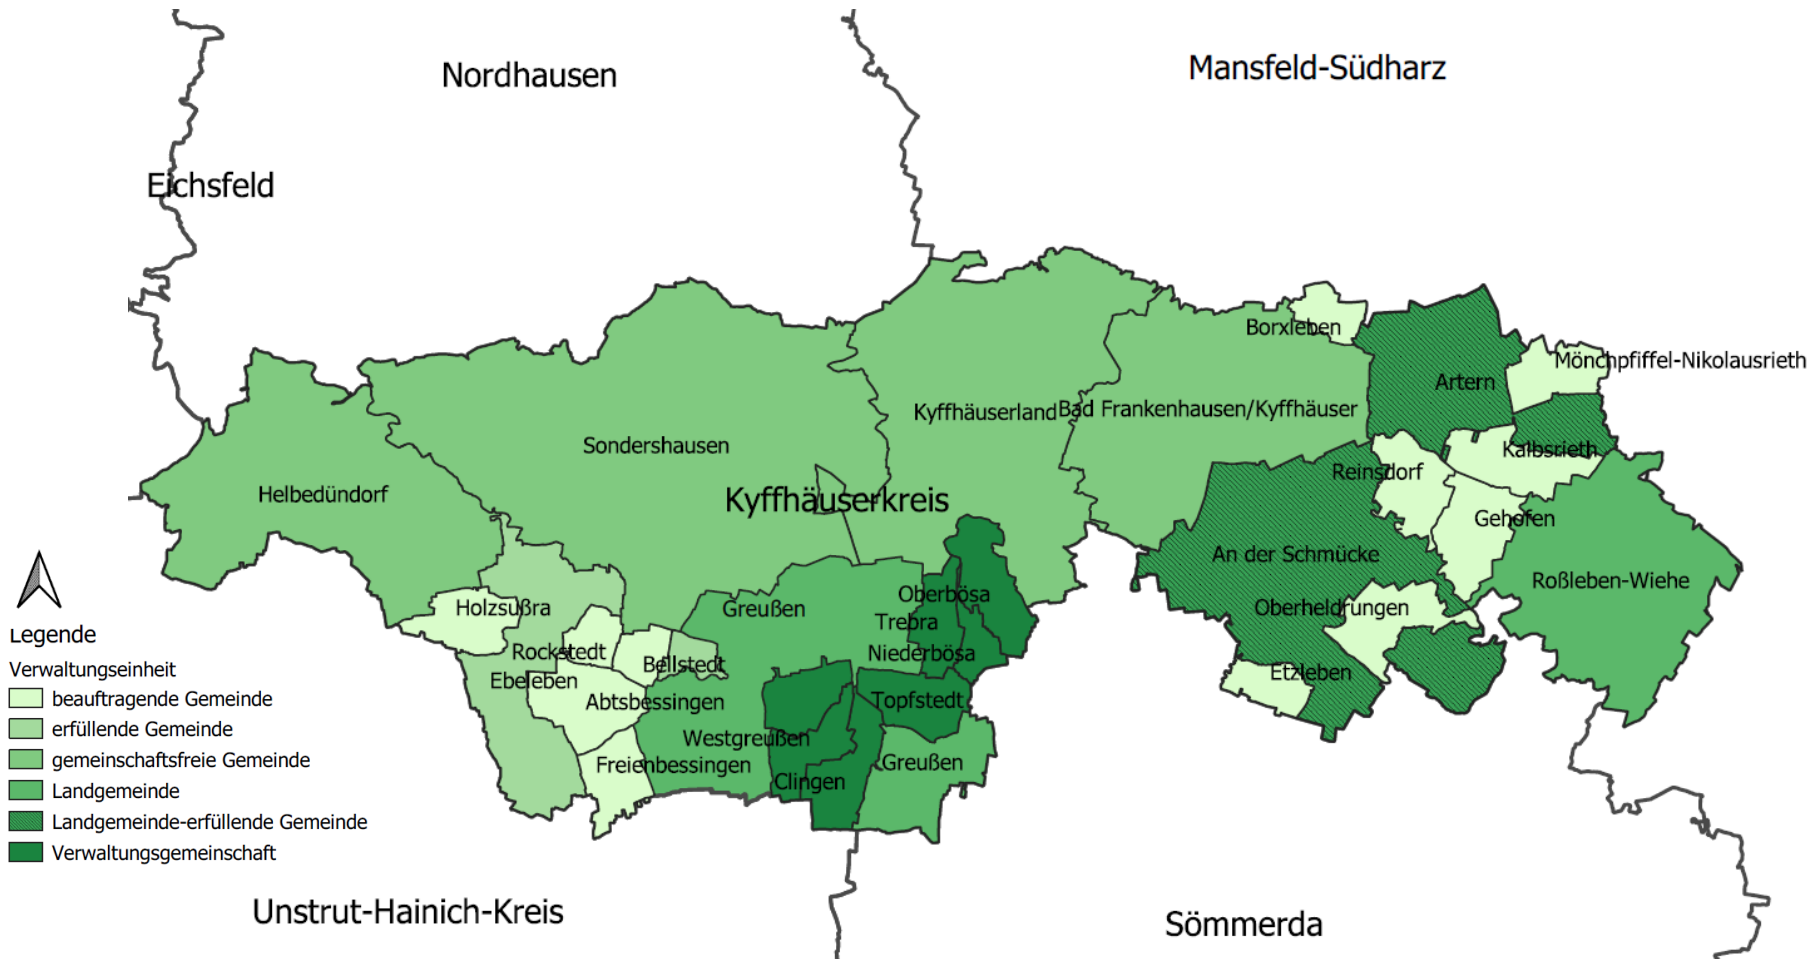 Nordhausen
Mansfeld-Südharz
Eichsfeld
Borxleben
Mönchpfiffel-Nikolausrieth
Artern
Kyffhäuserland
Bad Frankenhausen/Kyffhäuser
Sondershausen
Kalbsrieth
Reinsdorf
Helbedündorf
Kyffhäuserkreis
Gehofen
An der Schmücke
Roßleben-Wiehe
Oberbösa
Holzsußra
Greußen
Oberheldrungen
Trebra
Rockstedt
Niederbösa
Bellstedt
Etzleben
Ebeleben
Abtsbessingen
Topfstedt
Westgreußen
Freienbessingen
Greußen
Clingen
Legende
Verwaltungseinheit
beauftragende Gemeinde
erfüllende Gemeinde
gemeinschaftsfreie Gemeinde
Landgemeinde
Landgemeinde-erfüllende Gemeinde
Verwaltungsgemeinschaft
Unstrut-Hainich-Kreis
Sömmerda